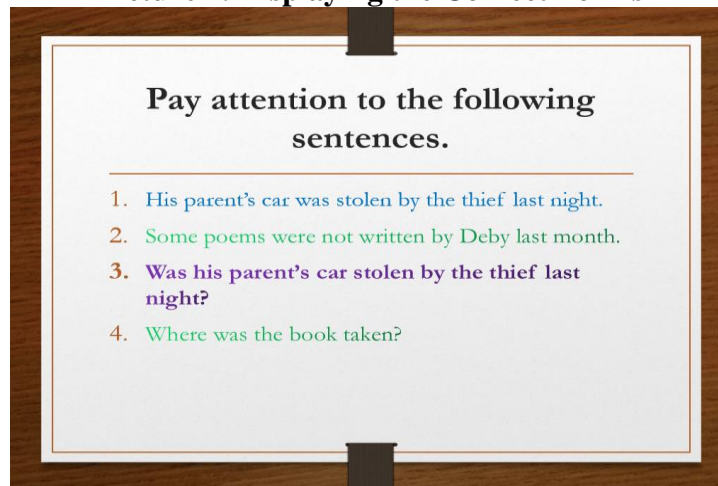 Pay attention to the following
sentences.
1. His parent's car was stolen by the thief last night.
2. Some poems were not written by Deby last month.
3. Was his parent's car stolen by the thief last
night?
4. Where was the book taken?